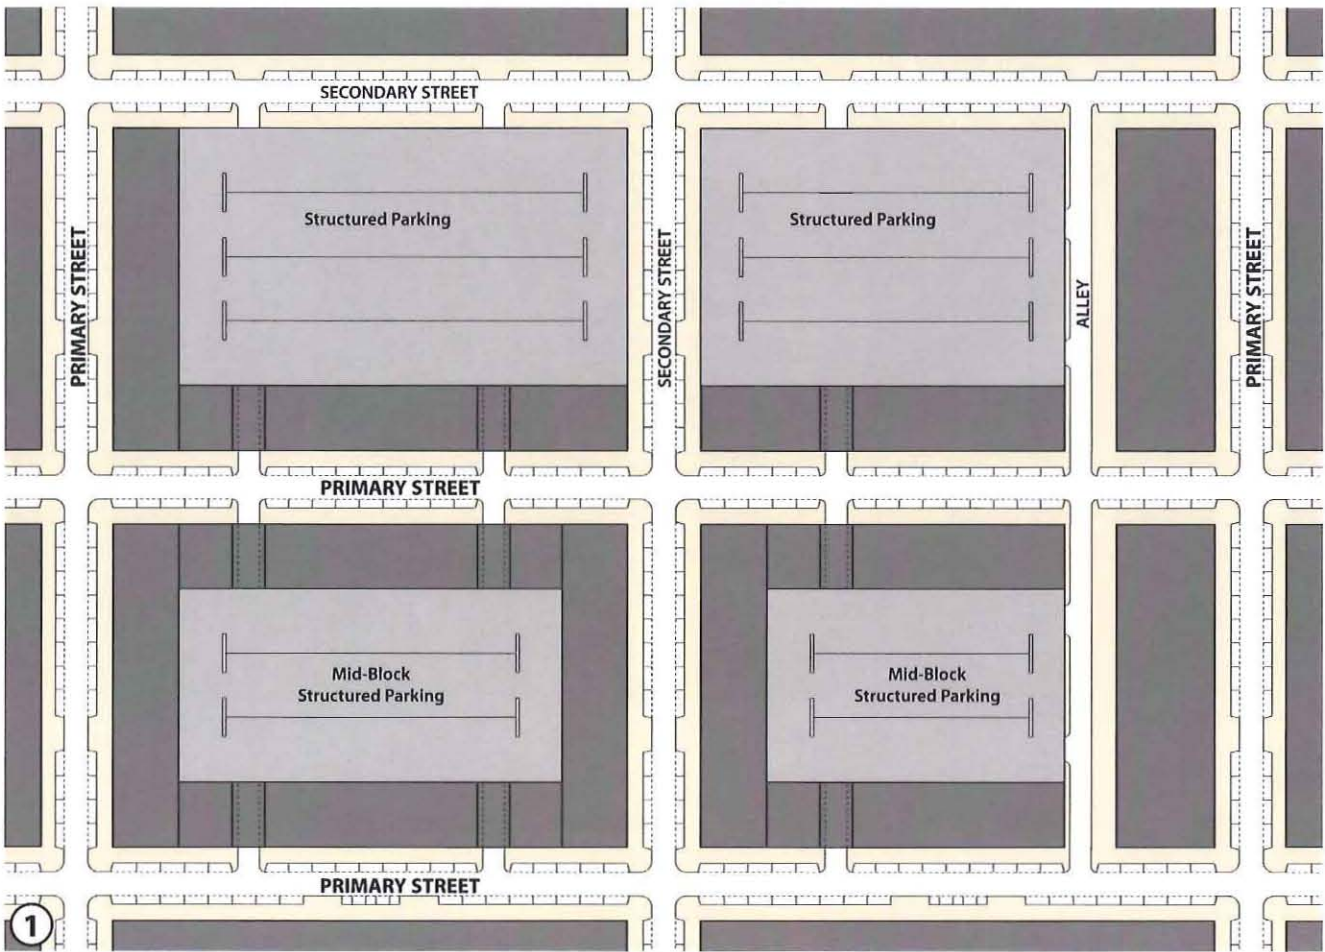 SECONDARY STREET
Structured Parking
Structured Parking
PRIMARY STREET
SECONDARY STREET
ALLEY
PRIMARY STREET
PRIMARY STREET
Mid-Block
Structured Parking
Mid-Block
Structured Parking
PRIMARY STREET
1